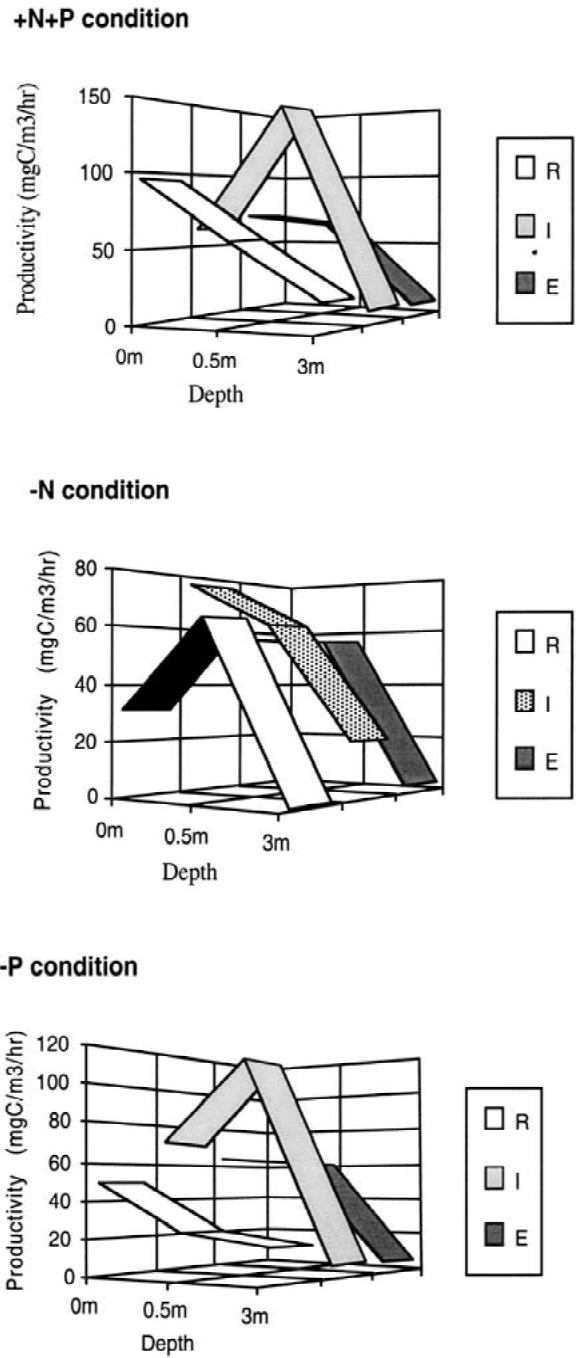 +N+P condition
Productivity (mgC/m3/hr)
150
100
50
0
0m
0.5m
3m
Depth
R
I
E
-N condition
Productivity (mgC/m3/hr)
80
60
40
20
0
0m
0.5m
3m
Depth
R
I
E
-P condition
Productivity (mgC/m3/hr)
120
100
80
60
40
20
0
0m
0.5m
3m
Depth
R
I
E